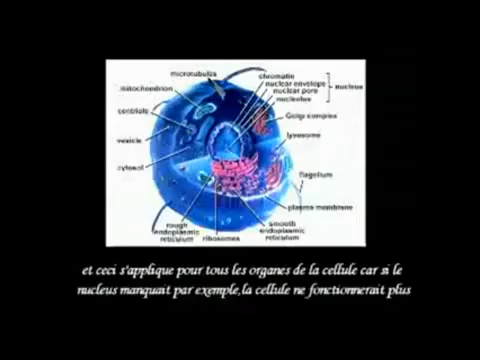 microtubules
chromatin
nuclear envelope
nuclear pore
nucleolus
nucleus
mitochondrion
centriole
Golgi complex
vesicle
lysosome
cytosol
flagellum
plasma membrane
rough
endoplasmic
reticulum
ribosomes
smooth
endoplasmic
reticulum
et ceci s'applique pour tous les organes de la cellule car si le
nucleus manquait par exemple,la cellule ne fonctionnerait plus